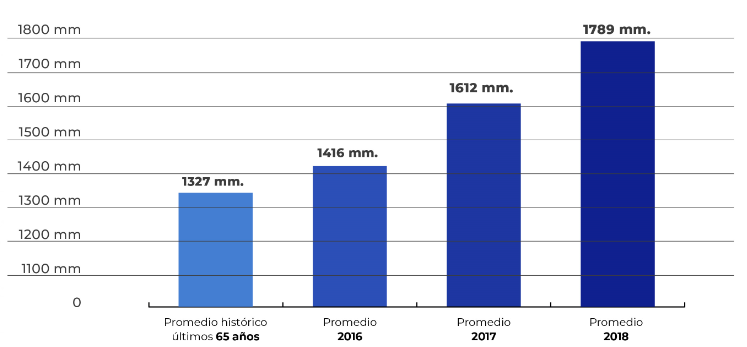 1800 mm
1789 mm.
1700 mm
1612 mm.
1600 mm
1500 mm
1416 mm.
1400 mm
1327 mm.
1300 mm
1200 mm
1100 mm
0
Promedio histórico
últimos 65 años
Promedio
2016
Promedio
2017
Promedio
2018